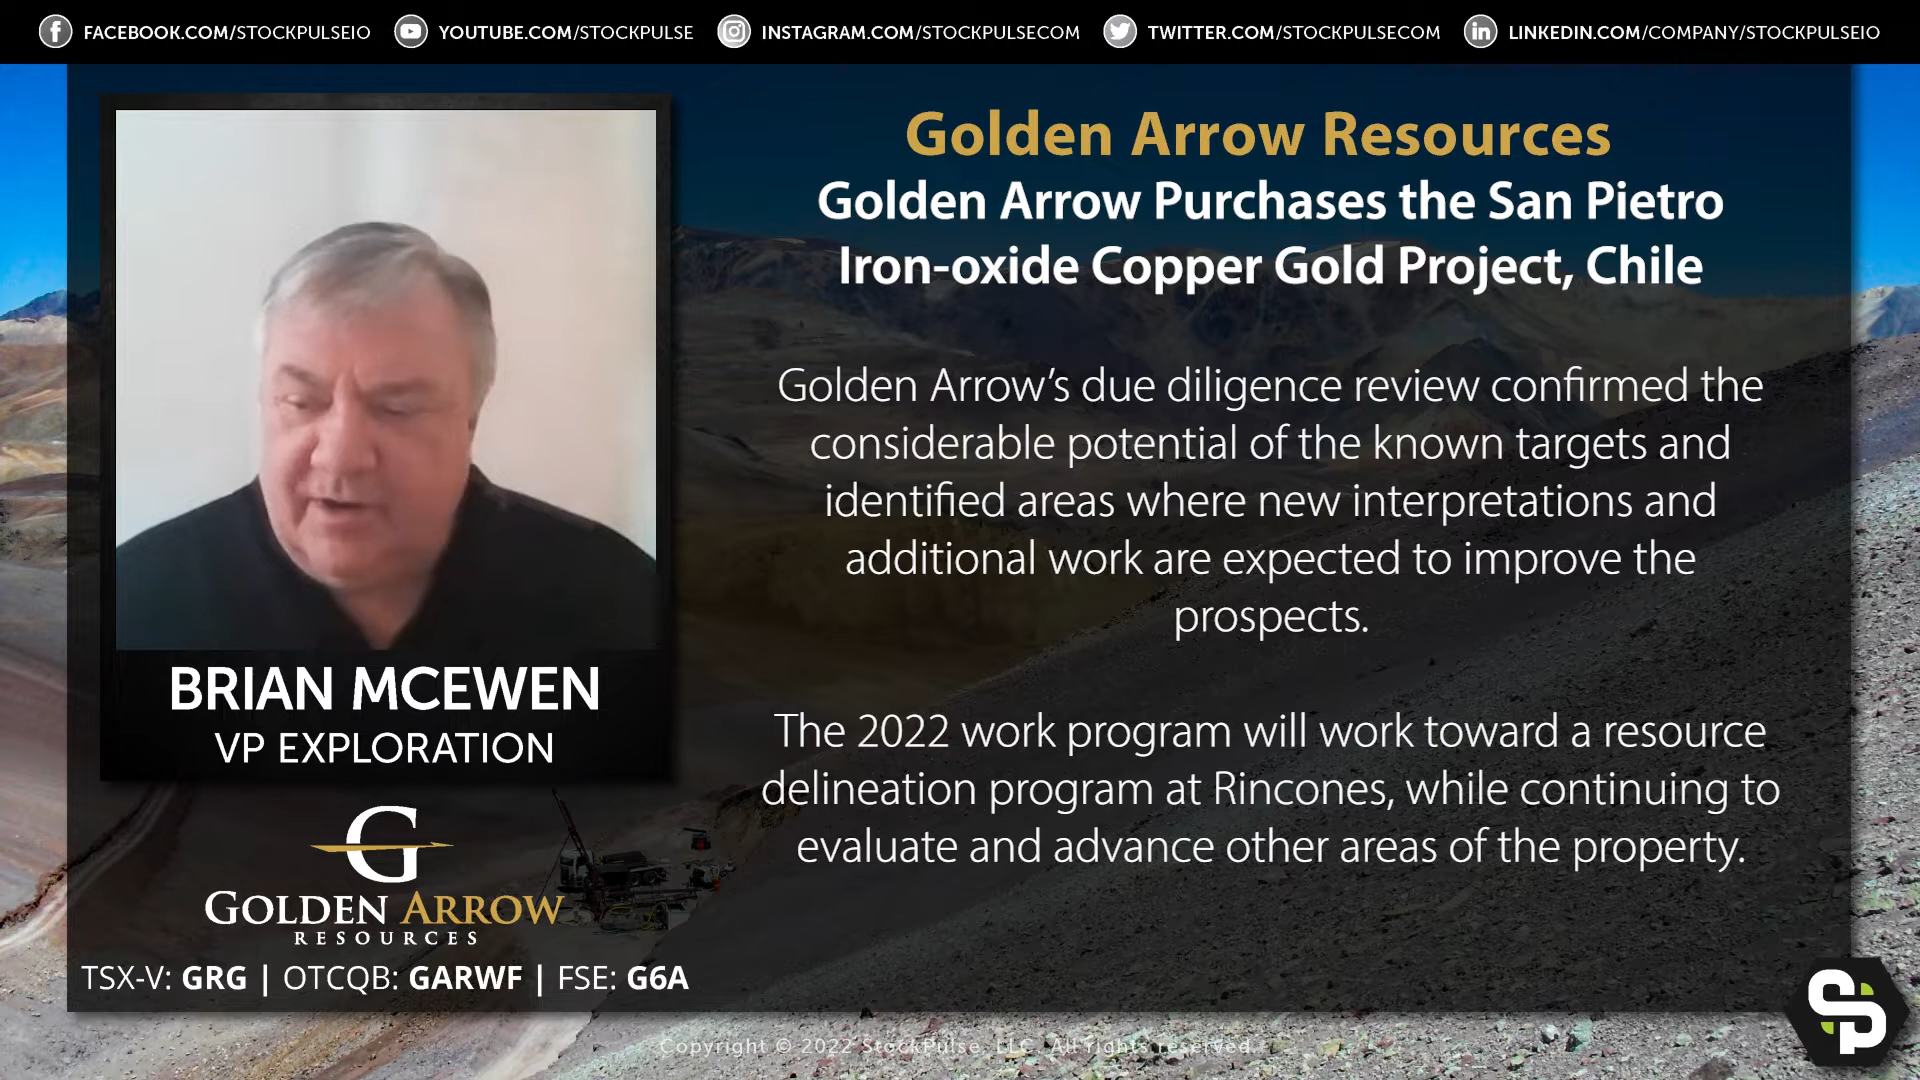 FACEBOOK.COM/STOCKPULSEIO YOUTUBE.COM/STOCKPULSE INSTAGRAM.COM/STOCKPULSECOM TWITTER.COM/STOCKPULSECOM LINKEDIN.COM/COMPANY/STOCKPULSEIO
Golden Arrow Resources
Golden Arrow Purchases the San Pietro
Iron-oxide Copper Gold Project, Chile
Golden Arrow’s due diligence review confirmed the
considerable potential of the known targets and
identified areas where new interpretations and
additional work are expected to improve the
prospects.
The 2022 work program will work toward a resource
delineation program at Rincones, while continuing to
evaluate and advance other areas of the property.
BRIAN MCEWEN
VP EXPLORATION
G
GOLDEN ARROW
RESOURCES
TSX-V: GRG | OTCQB: GARWF | FSE: G6A
SP
Copyright © 2022 StockPulse, LLC. All rights reserved.